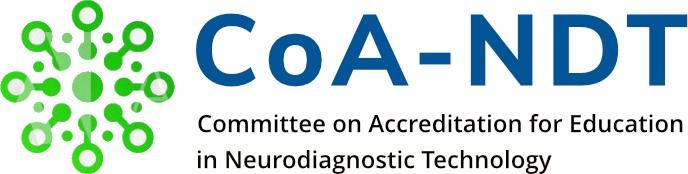 CoA-NDT
Committee on Accreditation for Education
in Neurodiagnostic Technology